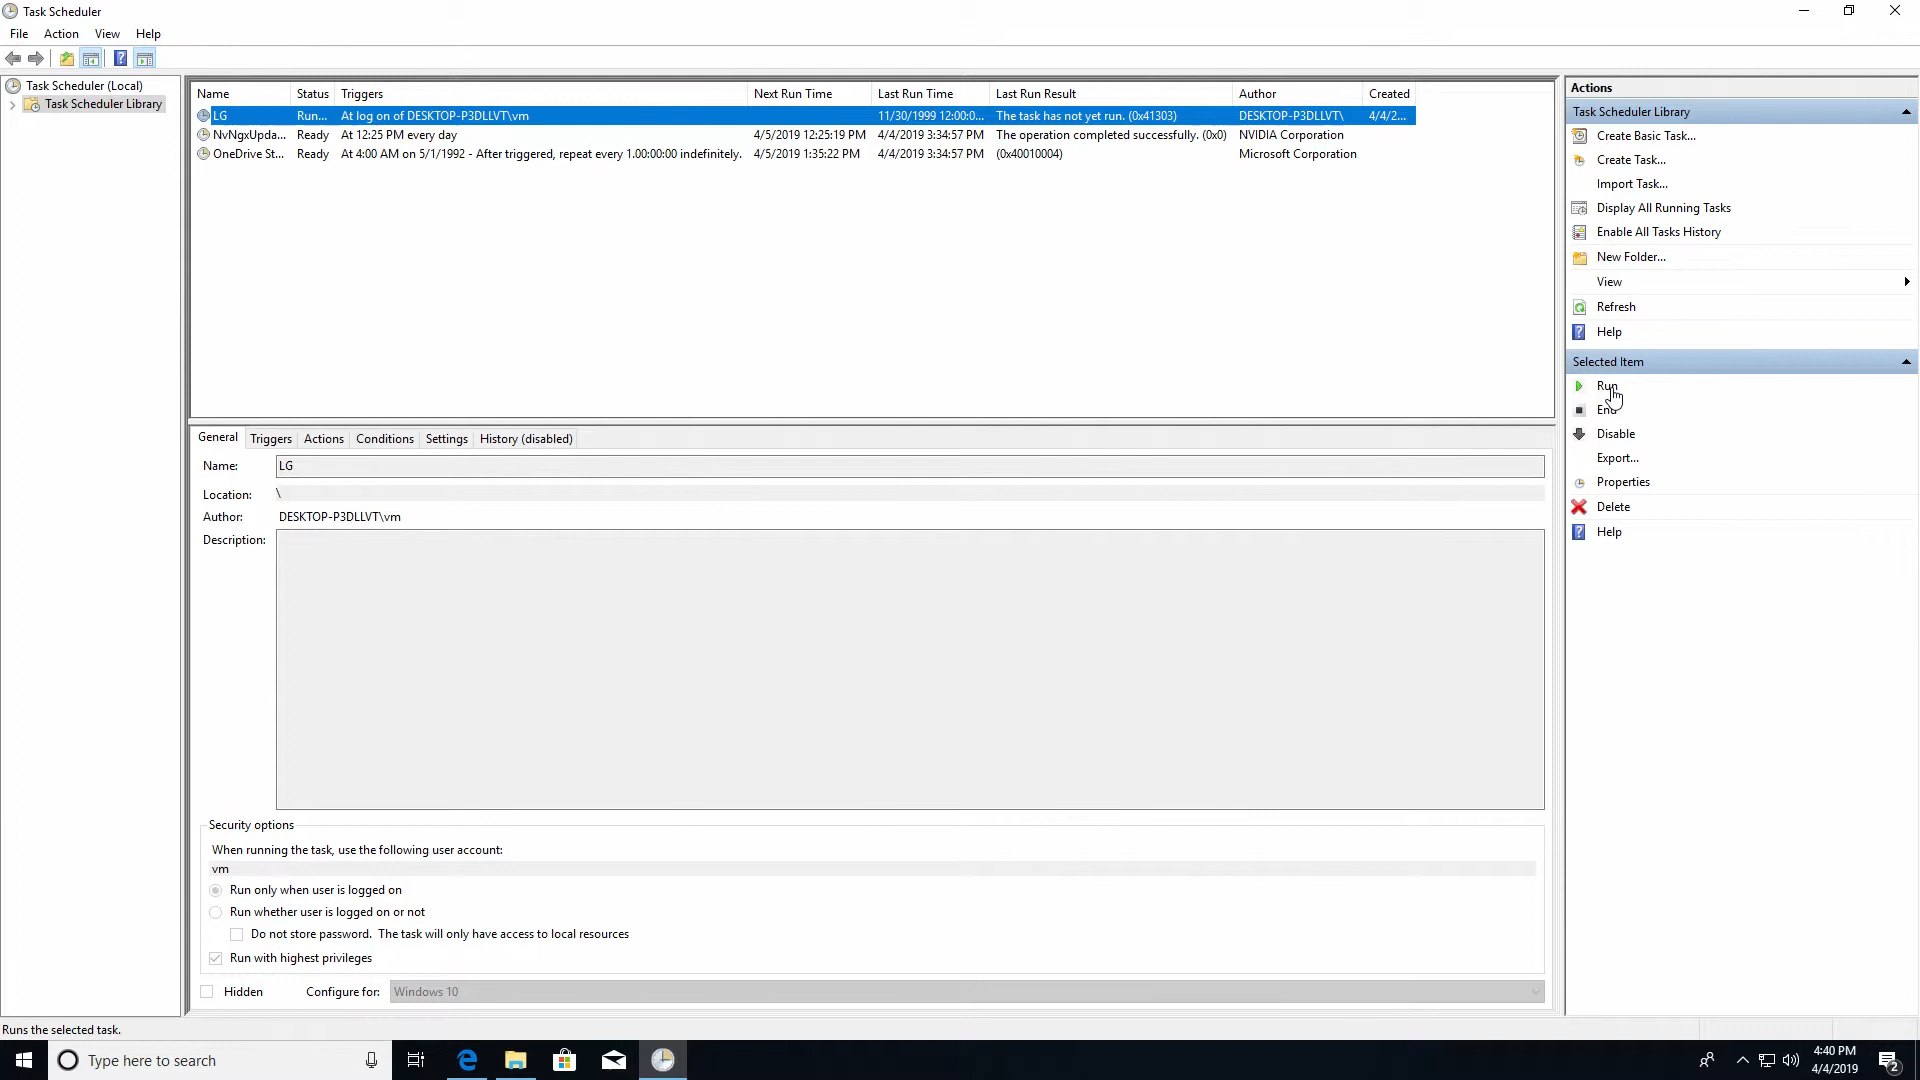 Task Scheduler
File Action View Help
Task Scheduler (Local)
Task Scheduler Library
Name Status Triggers Next Run Time Last Run Time Last Run Result Author Created
LG Run... At log on of DESKTOP-P3DLLVT\vm 11/30/1999 12:00:0... The task has not yet run. (0x41303) DESKTOP-P3DLLVT\ 4/4/2...
NvNgxUpda... Ready At 12:25 PM every day 4/5/2019 12:25:19 PM 4/4/2019 3:34:57 PM The operation completed successfully. (0x0) NVIDIA Corporation
OneDrive St... Ready At 4:00 AM on 5/1/1992 - After triggered, repeat every 1.00:00:00 indefinitely. 4/5/2019 1:35:22 PM 4/4/2019 3:34:57 PM (0x40010004) Microsoft Corporation
General Triggers Actions Conditions Settings History (disabled)
Name: LG
Location: \
Author: DESKTOP-P3DLLVT\vm
Description:
Security options
When running the task, use the following user account:
vm
Run only when user is logged on
Run whether user is logged on or not
Do not store password. The task will only have access to local resources
Run with highest privileges
Hidden Configure for: Windows 10
Actions
Task Scheduler Library
Create Basic Task...
Create Task...
Import Task...
Display All Running Tasks
Enable All Tasks History
New Folder...
View
Refresh
Help
Selected Item
Run
End
Disable
Export...
Properties
Delete
Help
Runs the selected task.
Type here to search
4:40 PM
4/4/2019
2